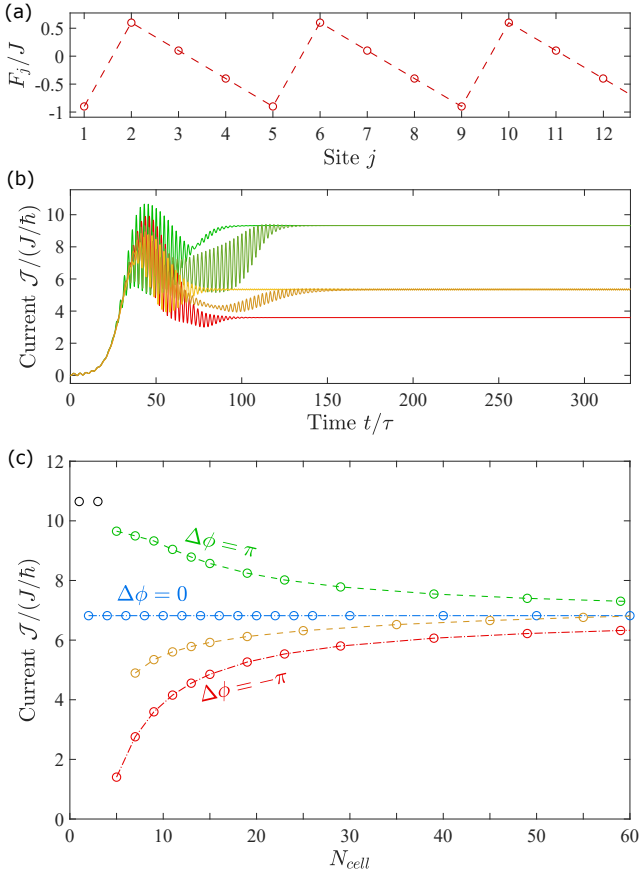 (a)
F_j/J
0.5
0
-0.5
-1
1 2 3 4 5 6 7 8 9 10 11 12
Site j
(b)
Current 𝒥/(J/ħ)
10
8
6
4
2
0
0 50 100 150 200 250 300
Time t/τ
(c)
Current 𝒥/(J/ħ)
12
10
8
6
4
2
0
Δϕ = π
Δϕ = 0
Δϕ = −π
0 10 20 30 40 50 60
N_cell